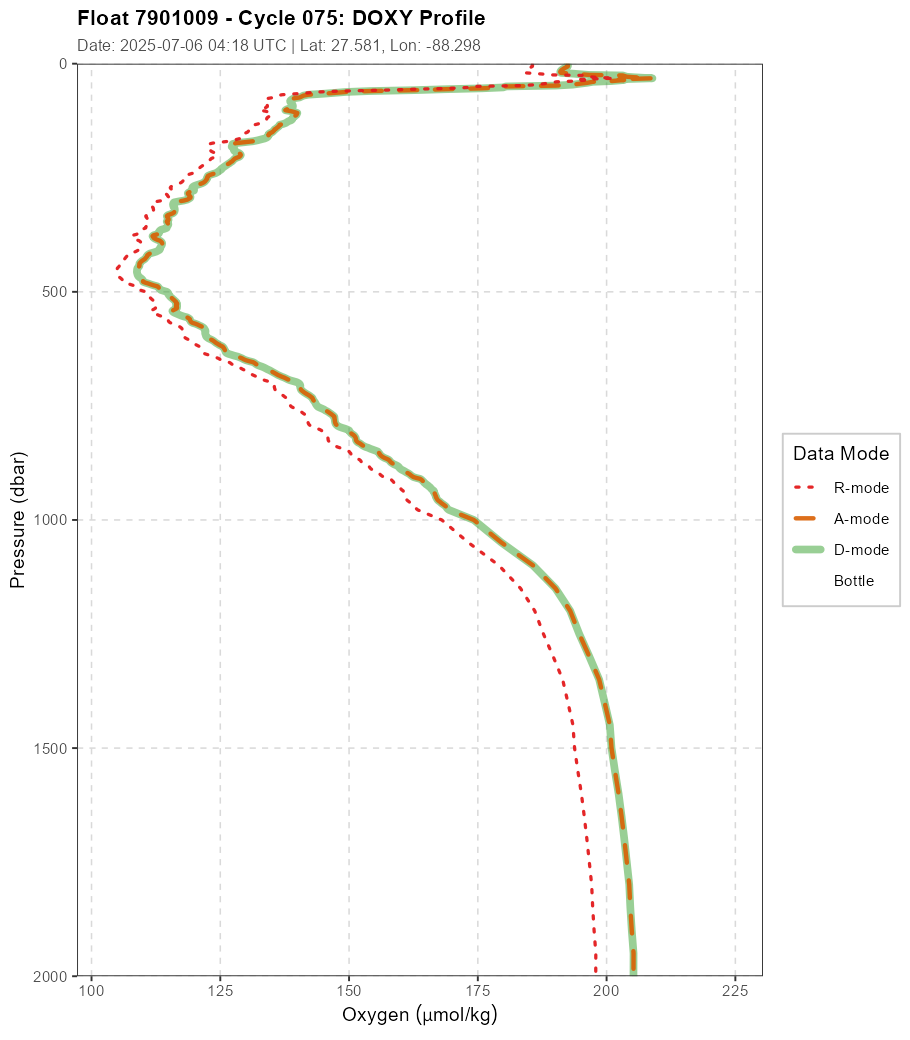 Float 7901009 - Cycle 075: DOXY Profile
Date: 2025-07-06 04:18 UTC | Lat: 27.581, Lon: -88.298
0
500
1000
1500
2000
Pressure (dbar)
100 125 150 175 200 225
Oxygen (μmol/kg)
Data Mode
R-mode
A-mode
D-mode
Bottle